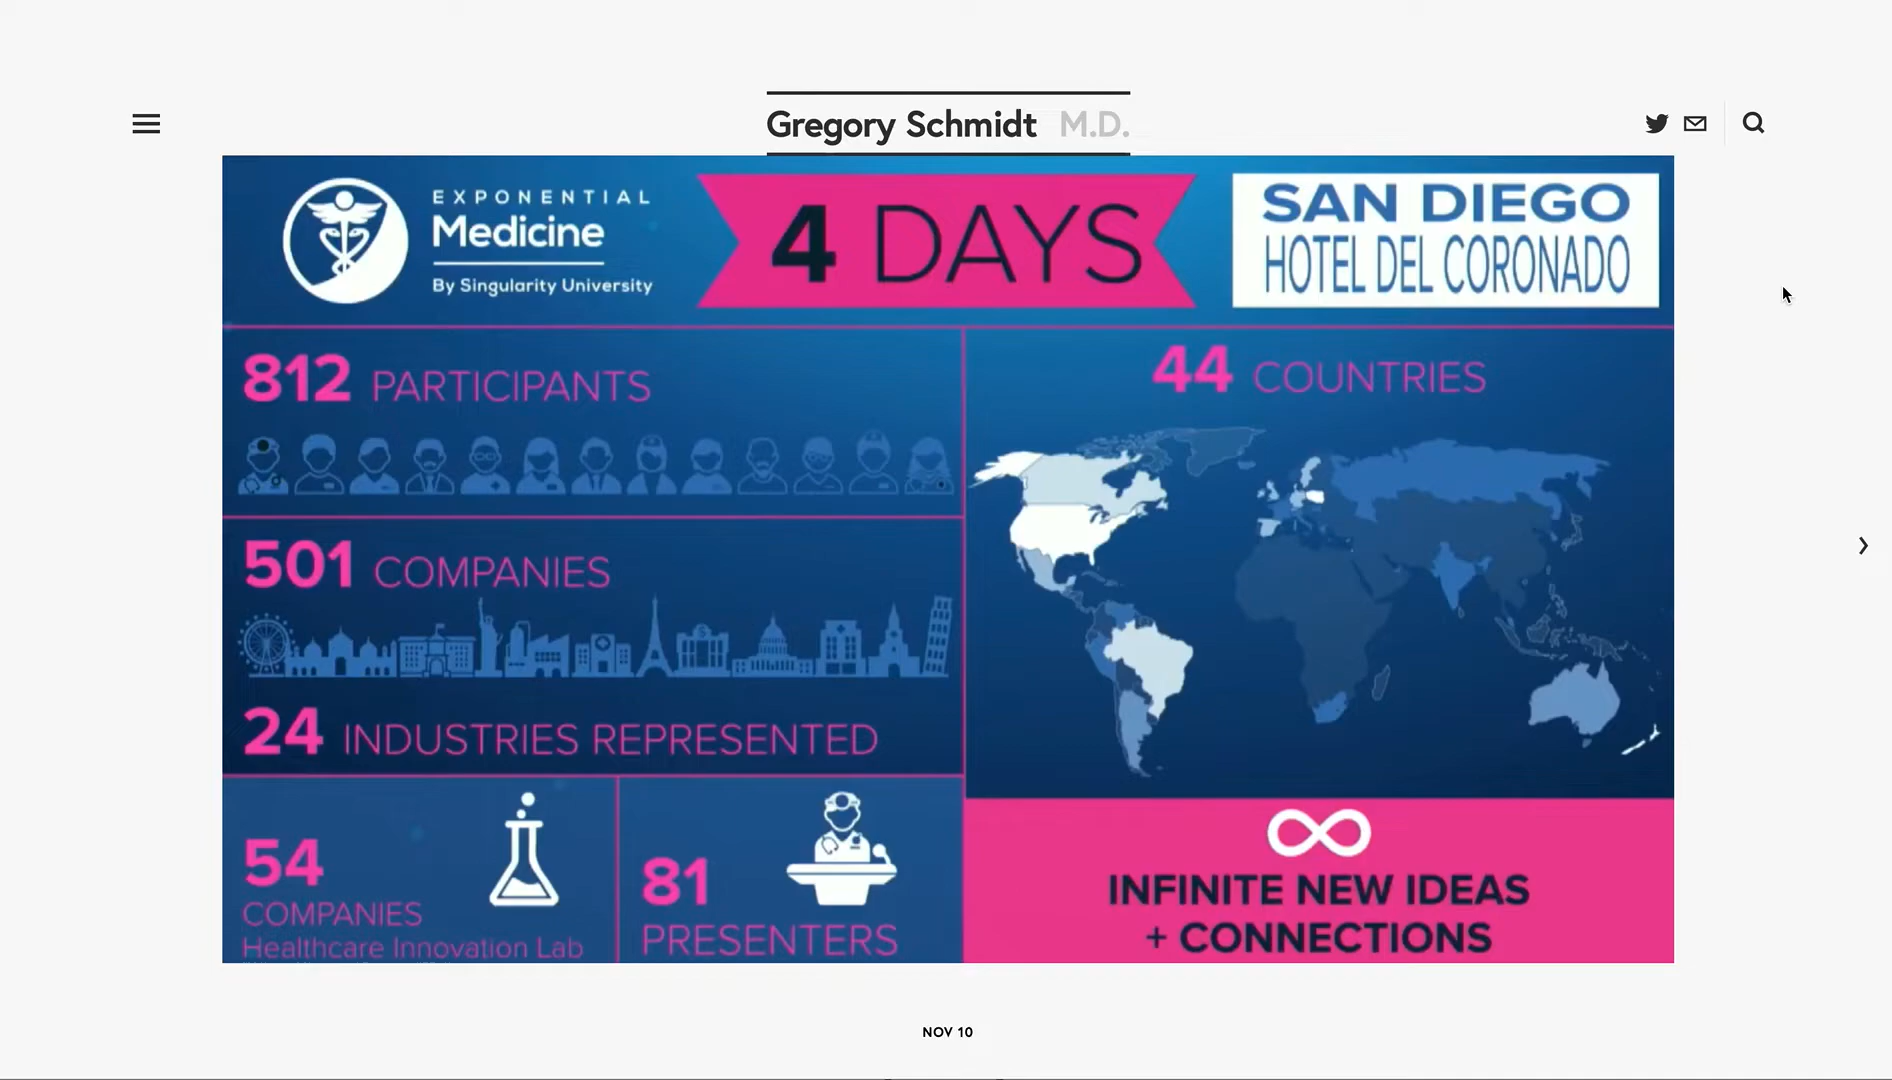 Gregory Schmidt M.D.
EXPONENTIAL
Medicine
By Singularity University
4 DAYS
SAN DIEGO
HOTEL DEL CORONADO
812 PARTICIPANTS
501 COMPANIES
24 INDUSTRIES REPRESENTED
54
COMPANIES
Healthcare Innovation Lab
81
PRESENTERS
44 COUNTRIES
INFINITE NEW IDEAS
+ CONNECTIONS
NOV 10